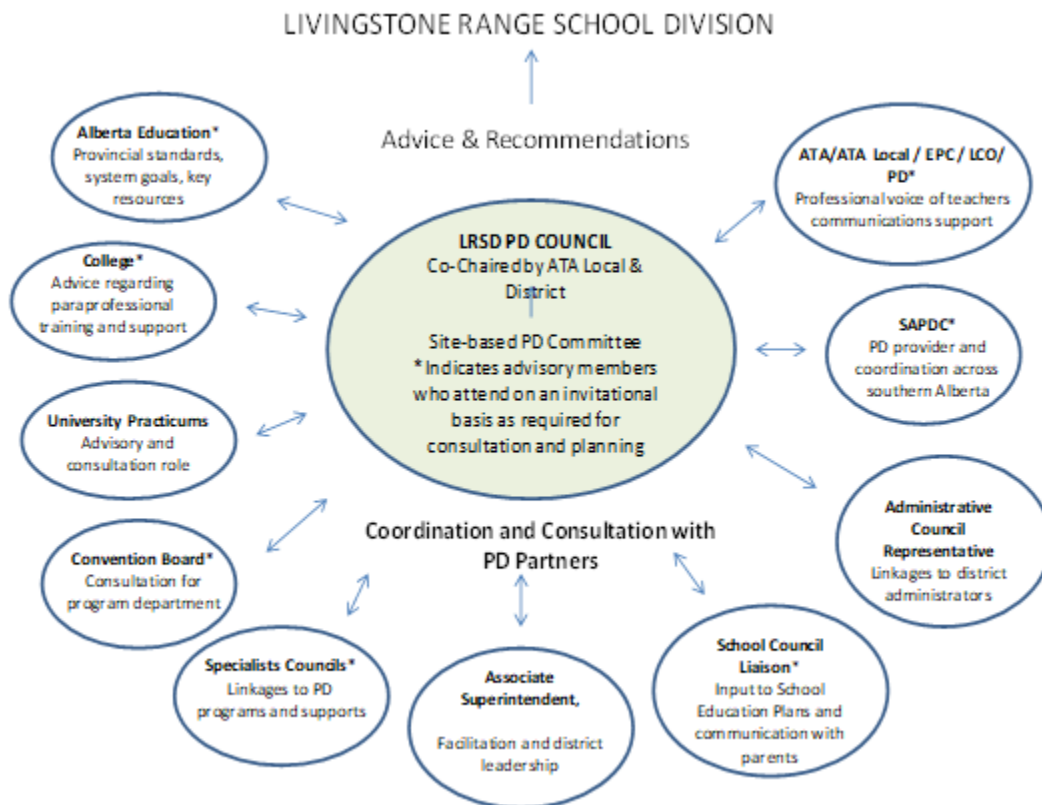 LIVINGSTONE RANGE SCHOOL DIVISION
Advice & Recommendations
Alberta Education*
Provincial standards,
system goals, key
resources
College*
Advice regarding
paraprofessional
training and support
University Practicums
Advisory and
consultation role
Convention Board*
Consultation for
program department
Specialists Councils*
Linkages to PD
programs and supports
Associate
Superintendent,
Facilitation and district
leadership
School Council
Liaison*
Input to School
Education Plans and
communication with
parents
Administrative
Council
Representative
Linkages to district
administrators
SAPDC*
PD provider and
coordination across
southern Alberta
ATA/ATA Local / EPC / LCO/
PD*
Professional voice of teachers
communications support
LRSD PD COUNCIL
Co-Chaired by ATA Local &
District
Site-based PD Committee
* Indicates advisory members
who attend on an invitational
basis as required for
consultation and planning
Coordination and Consultation with
PD Partners